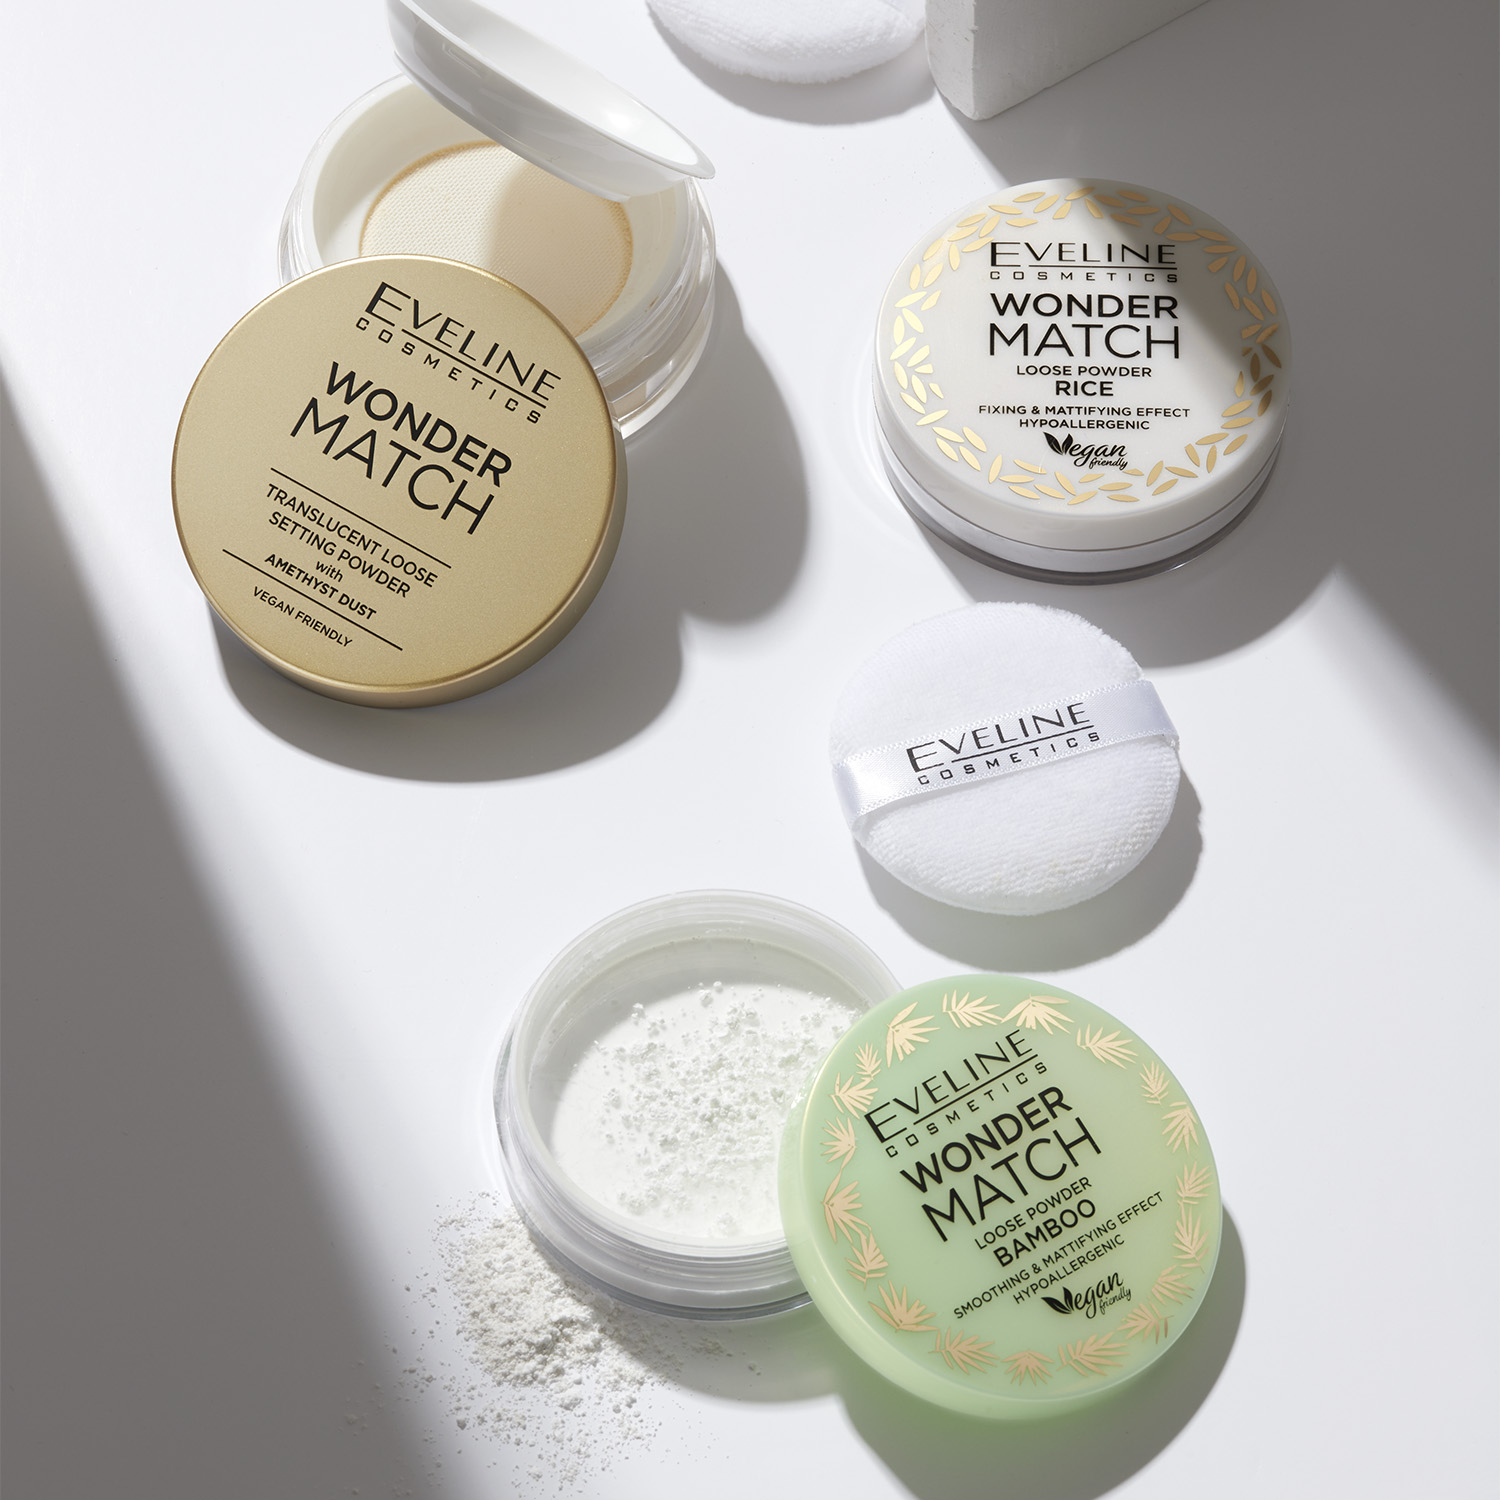 EVELINE
COSMETICS
WONDER
MATCH
TRANSLUCENT LOOSE
SETTING POWDER
with
AMETHYST DUST
VEGAN FRIENDLY
EVELINE
COSMETICS
WONDER
MATCH
LOOSE POWDER
RICE
FIXING & MATTIFYING EFFECT
HYPOALLERGENIC
Vegan
friendly
EVELINE
COSMETICS
EVELINE
COSMETICS
WONDER
MATCH
LOOSE POWDER
BAMBOO
SMOOTHING & MATTIFYING EFFECT
HYPOALLERGENIC
Vegan
friendly